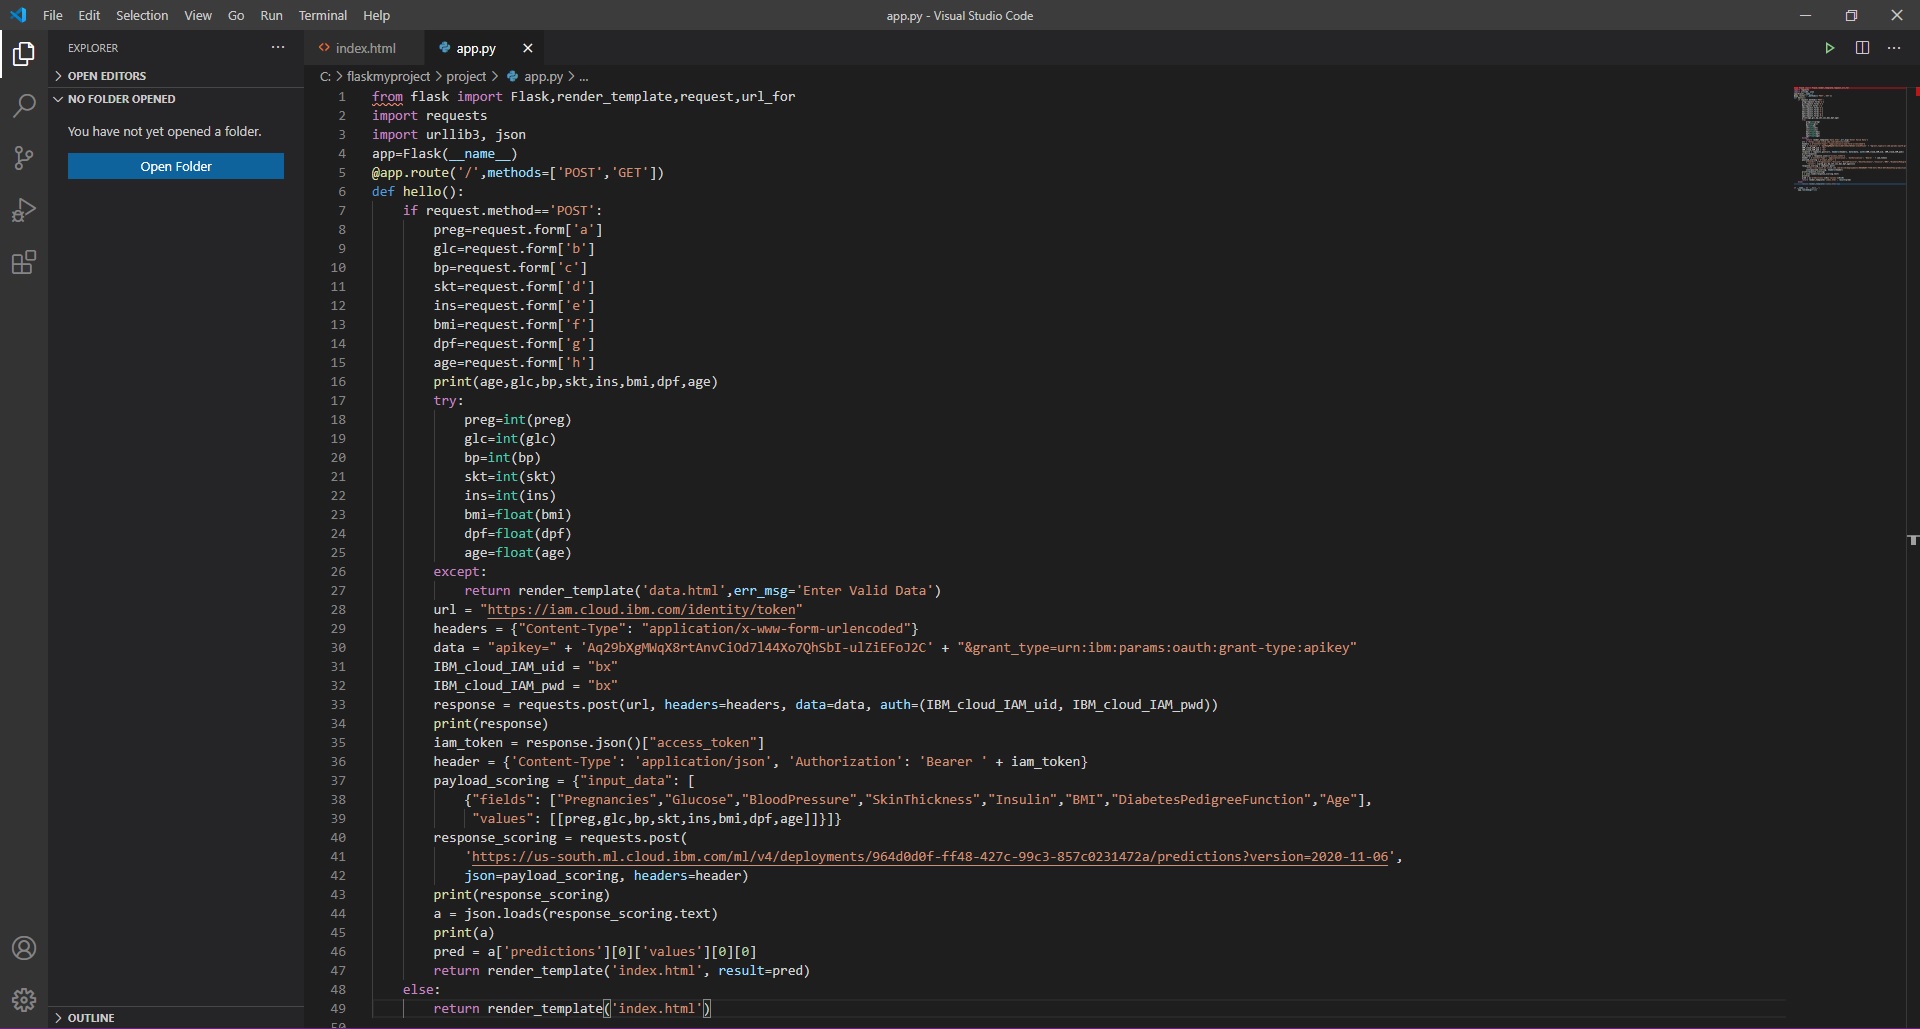 File Edit Selection View Go Run Terminal Help
app.py - Visual Studio Code
EXPLORER
OPEN EDITORS
NO FOLDER OPENED
You have not yet opened a folder.
Open Folder
OUTLINE
index.html
app.py
C: > flaskmyproject > project > app.py > ...
1 from flask import Flask,render_template,request,url_for
2 import requests
3 import urllib3, json
4 app=Flask(__name__)
5 @app.route('/',methods=['POST','GET'])
6 def hello():
7     if request.method=='POST':
8         preg=request.form['a']
9         glc=request.form['b']
10         bp=request.form['c']
11         skt=request.form['d']
12         ins=request.form['e']
13         bmi=request.form['f']
14         dpf=request.form['g']
15         age=request.form['h']
16         print(age,glc,bp,skt,ins,bmi,dpf,age)
17         try:
18             preg=int(preg)
19             glc=int(glc)
20             bp=int(bp)
21             skt=int(skt)
22             ins=int(ins)
23             bmi=float(bmi)
24             dpf=float(dpf)
25             age=float(age)
26         except:
27             return render_template('data.html',err_msg='Enter Valid Data')
28         url = "https://iam.cloud.ibm.com/identity/token"
29         headers = {"Content-Type": "application/x-www-form-urlencoded"}
30         data = "apikey=" + 'Aq29bXgMWqX8rtAnvCiOd7l44Xo7QhSbI-ulZiEFoJ2C' + "&grant_type=urn:ibm:params:oauth:grant-type:apikey"
31         IBM_cloud_IAM_uid = "bx"
32         IBM_cloud_IAM_pwd = "bx"
33         response = requests.post(url, headers=headers, data=data, auth=(IBM_cloud_IAM_uid, IBM_cloud_IAM_pwd))
34         print(response)
35         iam_token = response.json()["access_token"]
36         header = {'Content-Type': 'application/json', 'Authorization': 'Bearer ' + iam_token}
37         payload_scoring = {"input_data": [
38             {"fields": ["Pregnancies","Glucose","BloodPressure","SkinThickness","Insulin","BMI","DiabetesPedigreeFunction","Age"],
39              "values": [[preg,glc,bp,skt,ins,bmi,dpf,age]]}]}
40         response_scoring = requests.post(
41             'https://us-south.ml.cloud.ibm.com/ml/v4/deployments/964d0d0f-ff48-427c-99c3-857c0231472a/predictions?version=2020-11-06',
42             json=payload_scoring, headers=header)
43         print(response_scoring)
44         a = json.loads(response_scoring.text)
45         print(a)
46         pred = a['predictions'][0]['values'][0][0]
47         return render_template('index.html', result=pred)
48     else:
49         return render_template('index.html')
50